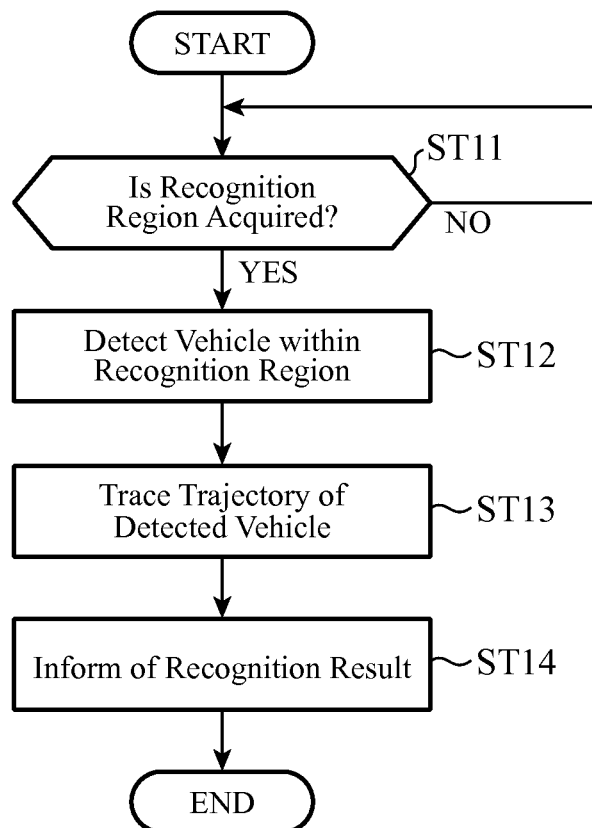 START
ST11
Is Recognition
Region Acquired?
NO
YES
Detect Vehicle within
Recognition Region
ST12
Trace Trajectory of
Detected Vehicle
ST13
Inform of Recognition Result
ST14
END